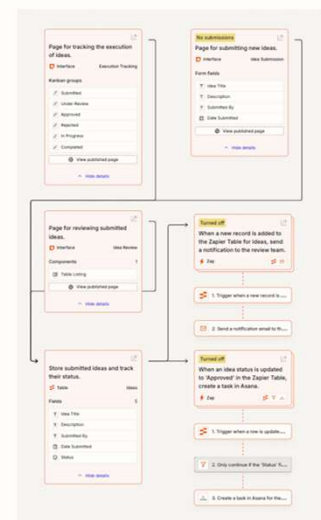 Page for tracking the execution
of ideas.
Interface Execution Tracking
Kanban groups
Submitted
Under Review
Approved
Rejected
In Progress
Completed
View published page
Hide details
No submissions
Page for submitting new ideas.
Interface Idea Submission
Form fields
Idea Title
Description
Submitted By
Date Submitted
View published page
Hide details
Page for reviewing submitted
ideas.
Interface Idea Review
Components 1
Table Listing
View published page
Hide details
Turned off
When a new record is added to
the Zapier Table for Ideas, send
a notification to the review team.
Zap
1. Trigger when a new record is...
2. Send a notification email to th...
Store submitted ideas and track
their status.
Table Ideas
Fields 5
Idea Title
Description
Submitted By
Date Submitted
Status
Hide details
Turned off
When an idea status is updated
to 'Approved' in the Zapier Table,
create a task in Asana.
Zap
1. Trigger when a row is update...
2. Only continue if the 'Status' fi...
3. Create a task in Asana for the...